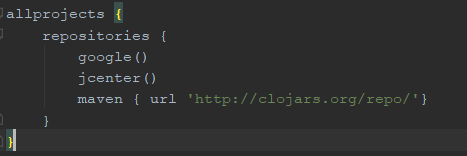 allprojects {
    repositories {
        google()
        jcenter()
        maven { url 'http://clojars.org/repo/'}
    }
}